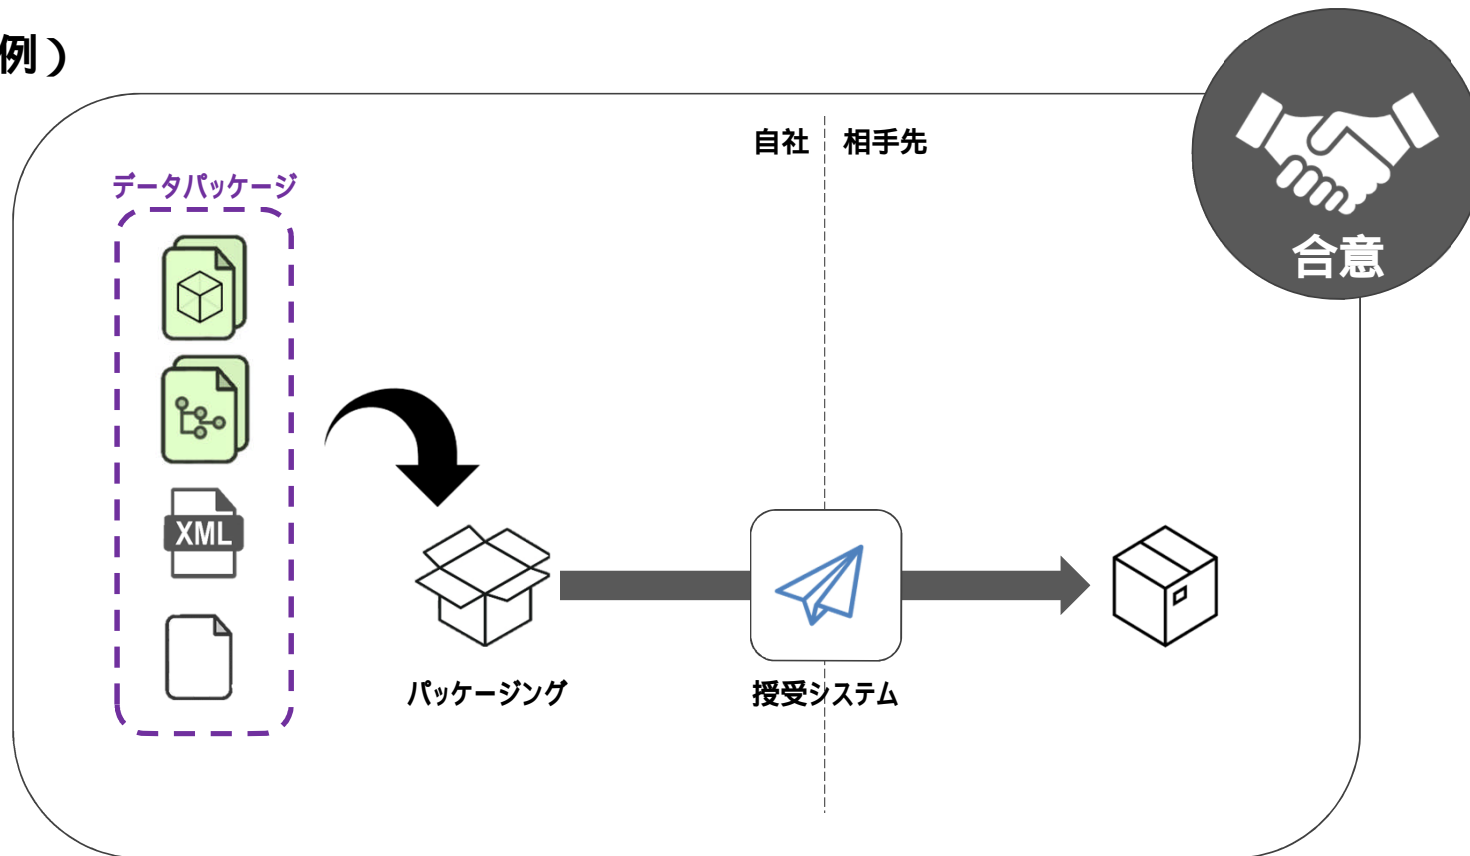 例）
自社
相手先
データパッケージ
合意
XML
パッケージング
授受システム